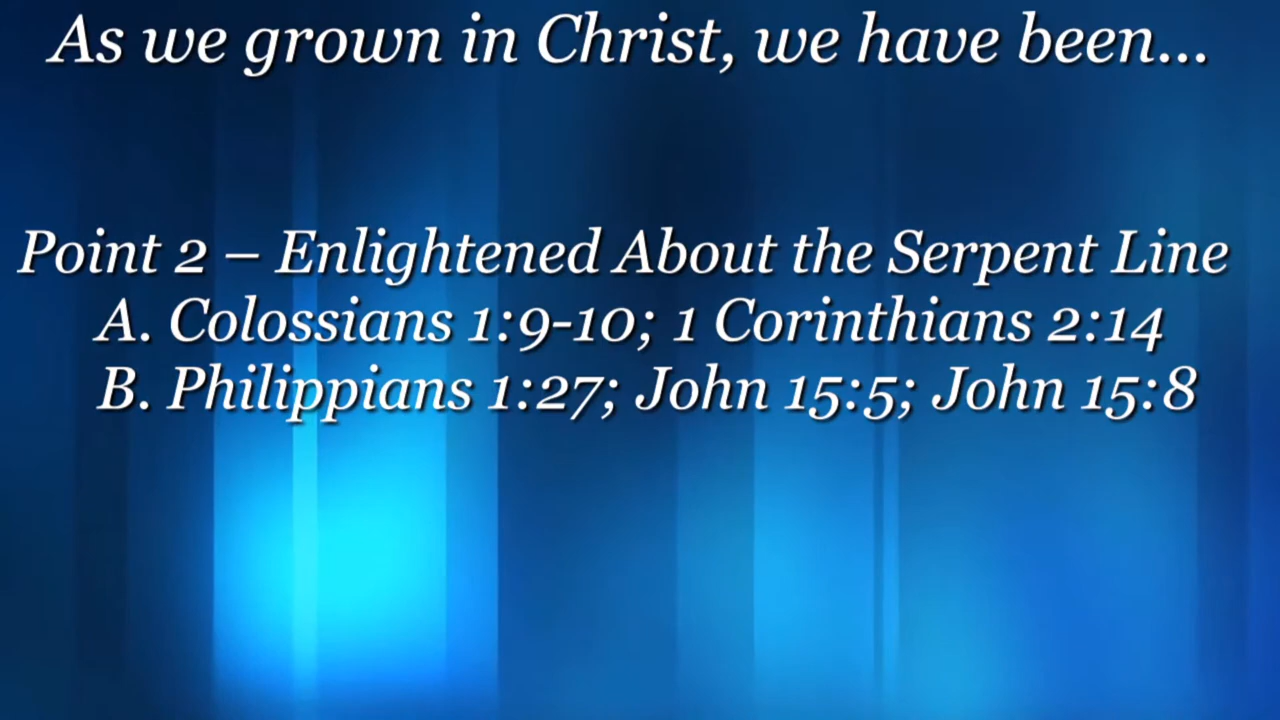 As we grown in Christ, we have been...
Point 2 – Enlightened About the Serpent Line
A. Colossians 1:9-10; 1 Corinthians 2:14
B. Philippians 1:27; John 15:5; John 15:8